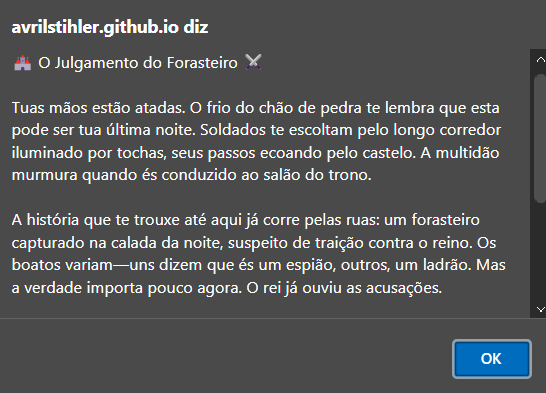 avrilstihler.github.io diz
🏰 O Julgamento do Forasteiro ⚔️
Tuas mãos estão atadas. O frio do chão de pedra te lembra que esta
pode ser tua última noite. Soldados te escoltam pelo longo corredor
iluminado por tochas, seus passos ecoando pelo castelo. A multidão
murmura quando és conduzido ao salão do trono.
A história que te trouxe até aqui já corre pelas ruas: um forasteiro
capturado na calada da noite, suspeito de traição contra o reino. Os
boatos variam—uns dizem que és um espião, outros, um ladrão. Mas
a verdade importa pouco agora. O rei já ouviu as acusações.
OK